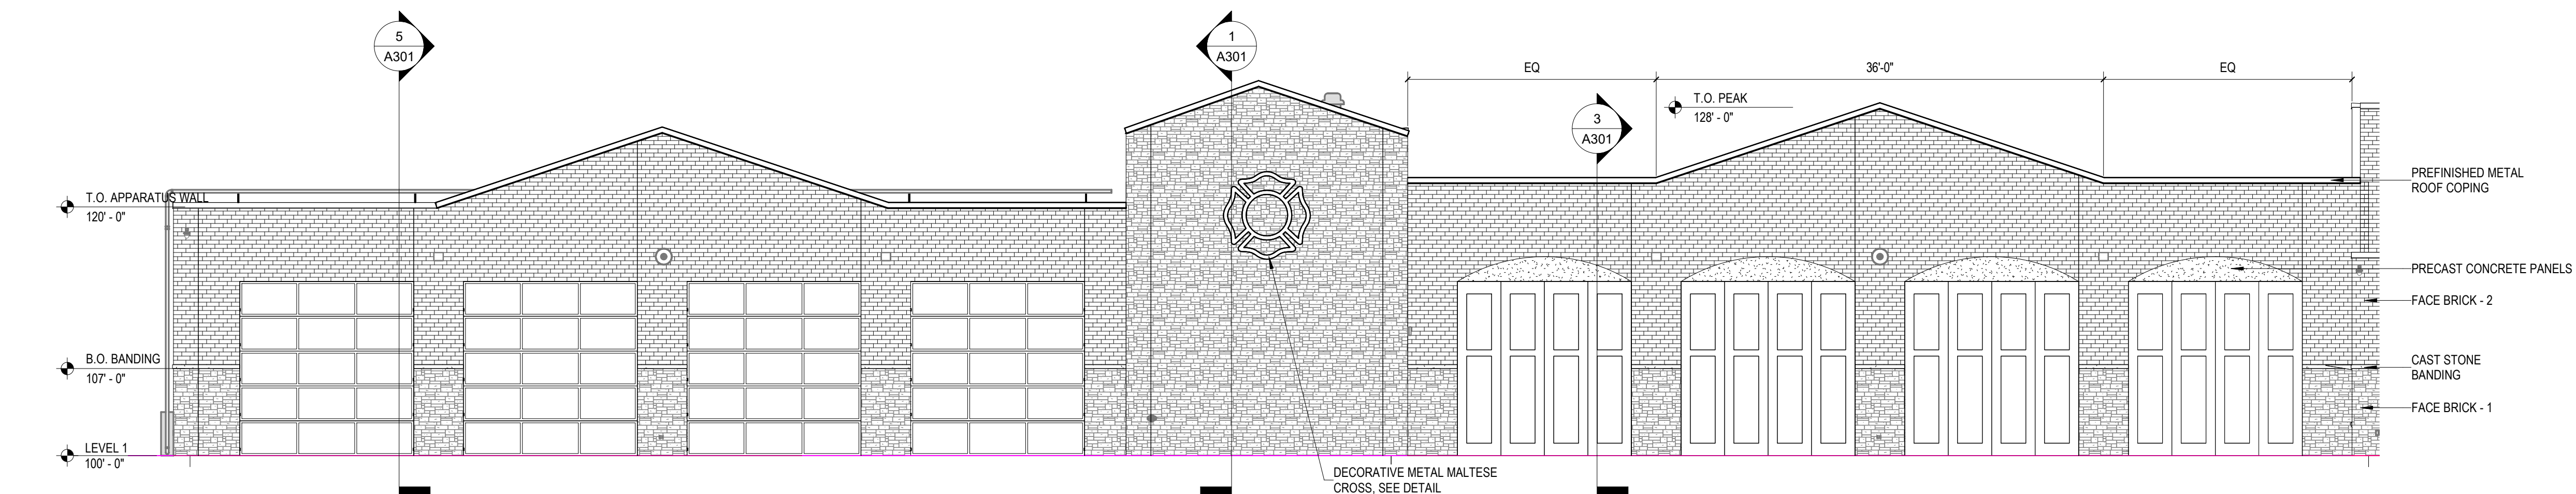 5
A301
1
A301
EQ
36'-0"
EQ
T.O. PEAK
128' - 0"
3
A301
PREFINISHED METAL
ROOF COPING
T.O. APPARATUS WALL
120' - 0"
PRECAST CONCRETE PANELS
FACE BRICK - 2
B.O. BANDING
107' - 0"
CAST STONE
BANDING
FACE BRICK - 1
LEVEL 1
100' - 0"
DECORATIVE METAL MALTESE
CROSS, SEE DETAIL